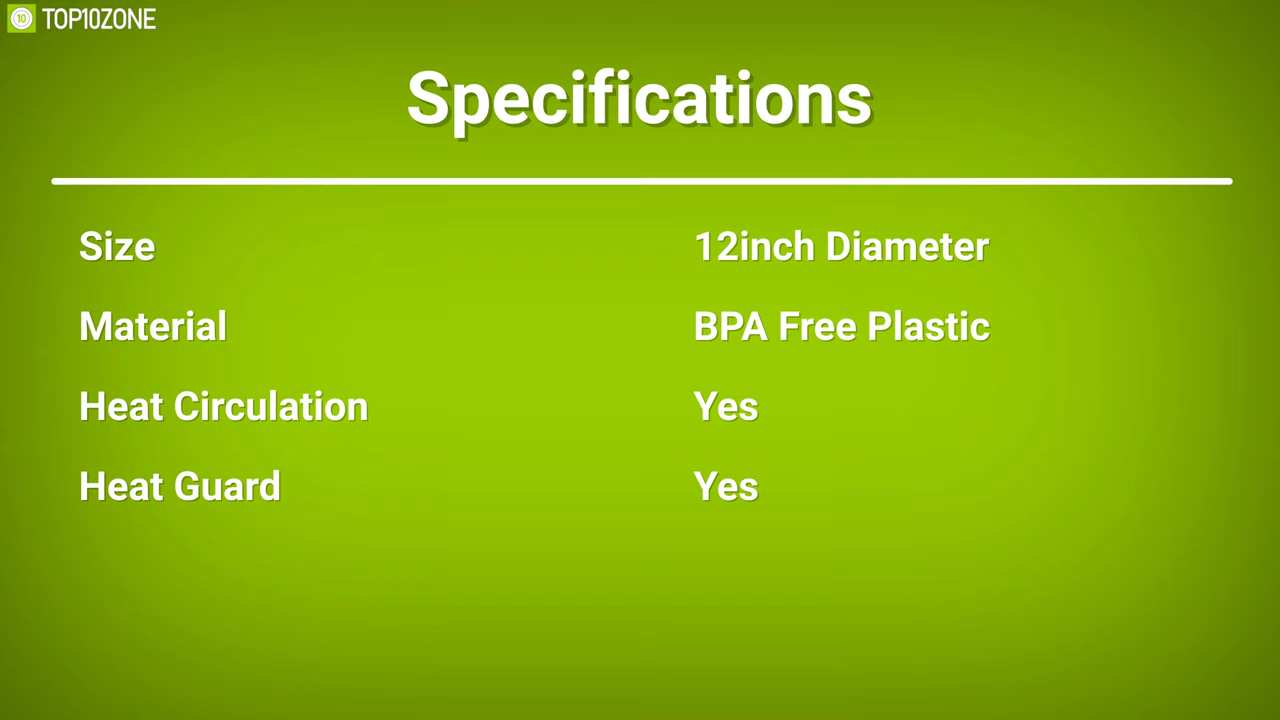 10 TOP10ZONE
Specifications
Size 12inch Diameter
Material BPA Free Plastic
Heat Circulation Yes
Heat Guard Yes